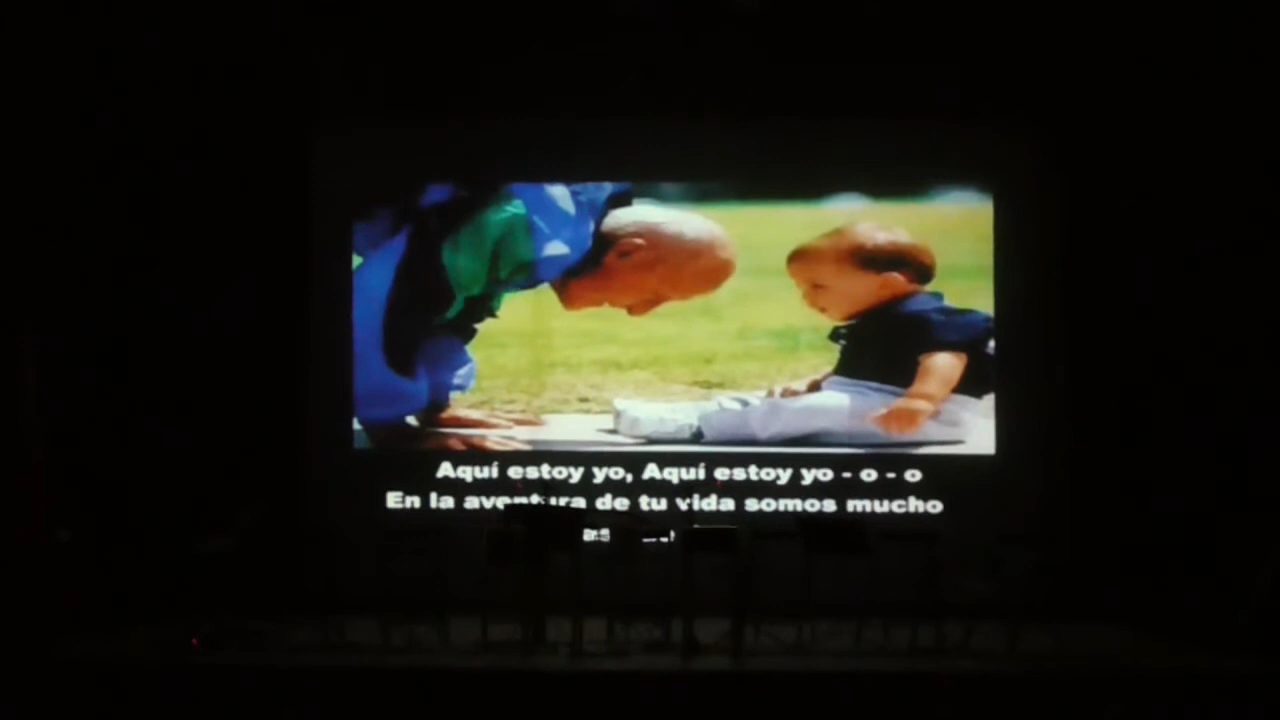 Aquí estoy yo, Aquí estoy yo - o - o
En la aventura de tu vida somos mucho